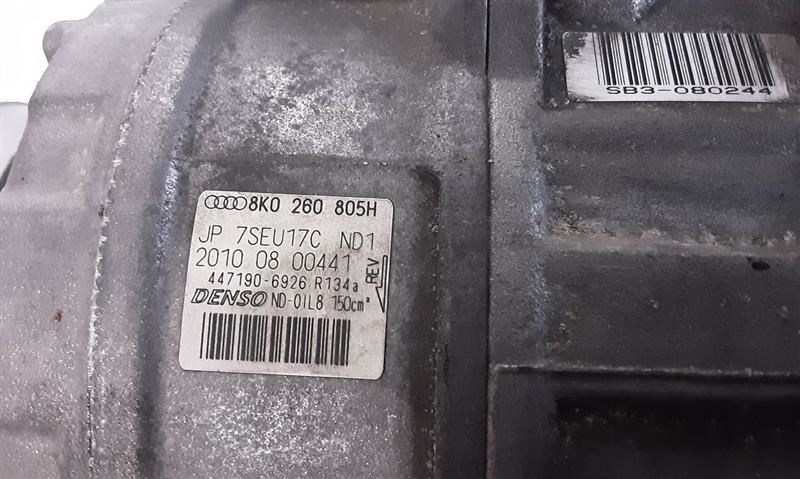 SB3-080244
8K0 260 805H
JP 7SEU17C ND1
2010 08 00441
REV
447190-6926 R134a
DENSO ND-OIL8 150cm³